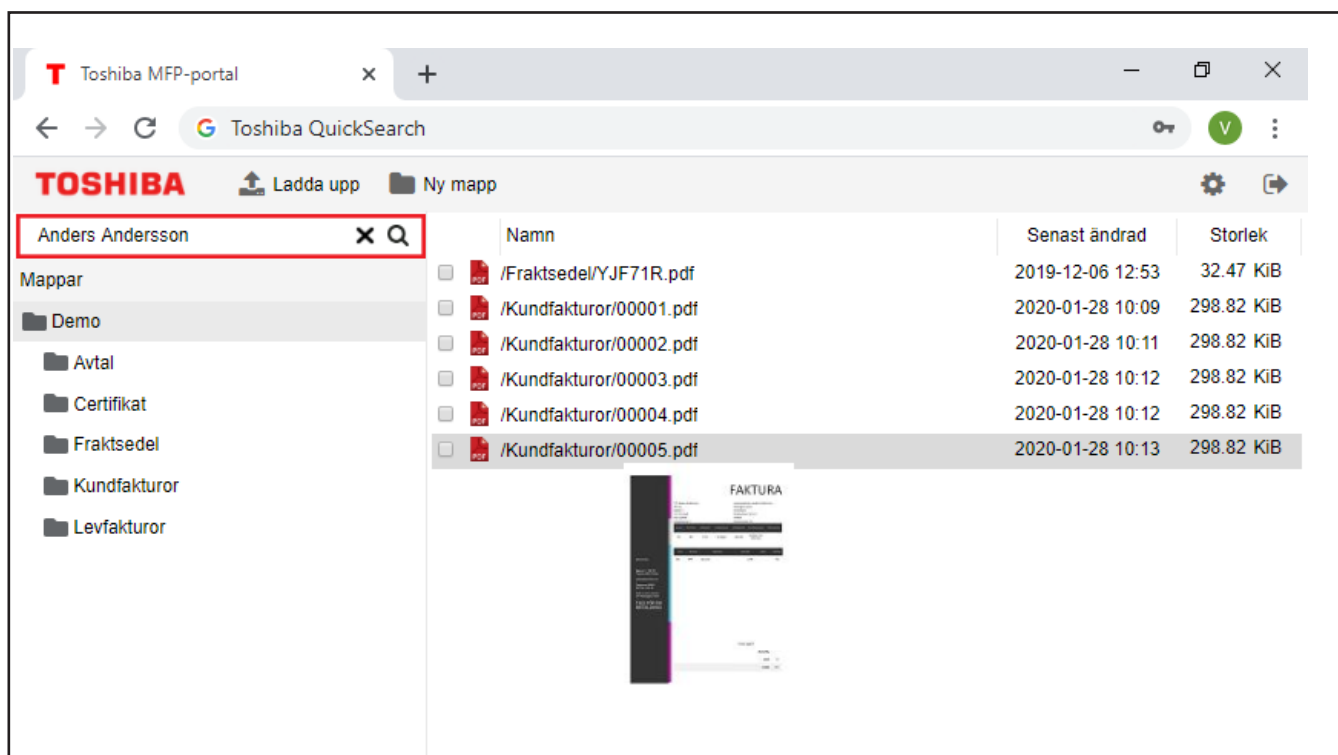 Toshiba MFP-portal
Toshiba QuickSearch
V
TOSHIBA Ladda upp Ny mapp
Anders Andersson
Mappar
Demo
Avtal
Certifikat
Fraktsedel
Kundfakturor
Levfakturor
Namn Senast ändrad Storlek
/Fraktsedel/YJF71R.pdf 2019-12-06 12:53 32.47 KiB
/Kundfakturor/00001.pdf 2020-01-28 10:09 298.82 KiB
/Kundfakturor/00002.pdf 2020-01-28 10:11 298.82 KiB
/Kundfakturor/00003.pdf 2020-01-28 10:12 298.82 KiB
/Kundfakturor/00004.pdf 2020-01-28 10:12 298.82 KiB
/Kundfakturor/00005.pdf 2020-01-28 10:13 298.82 KiB
FAKTURA